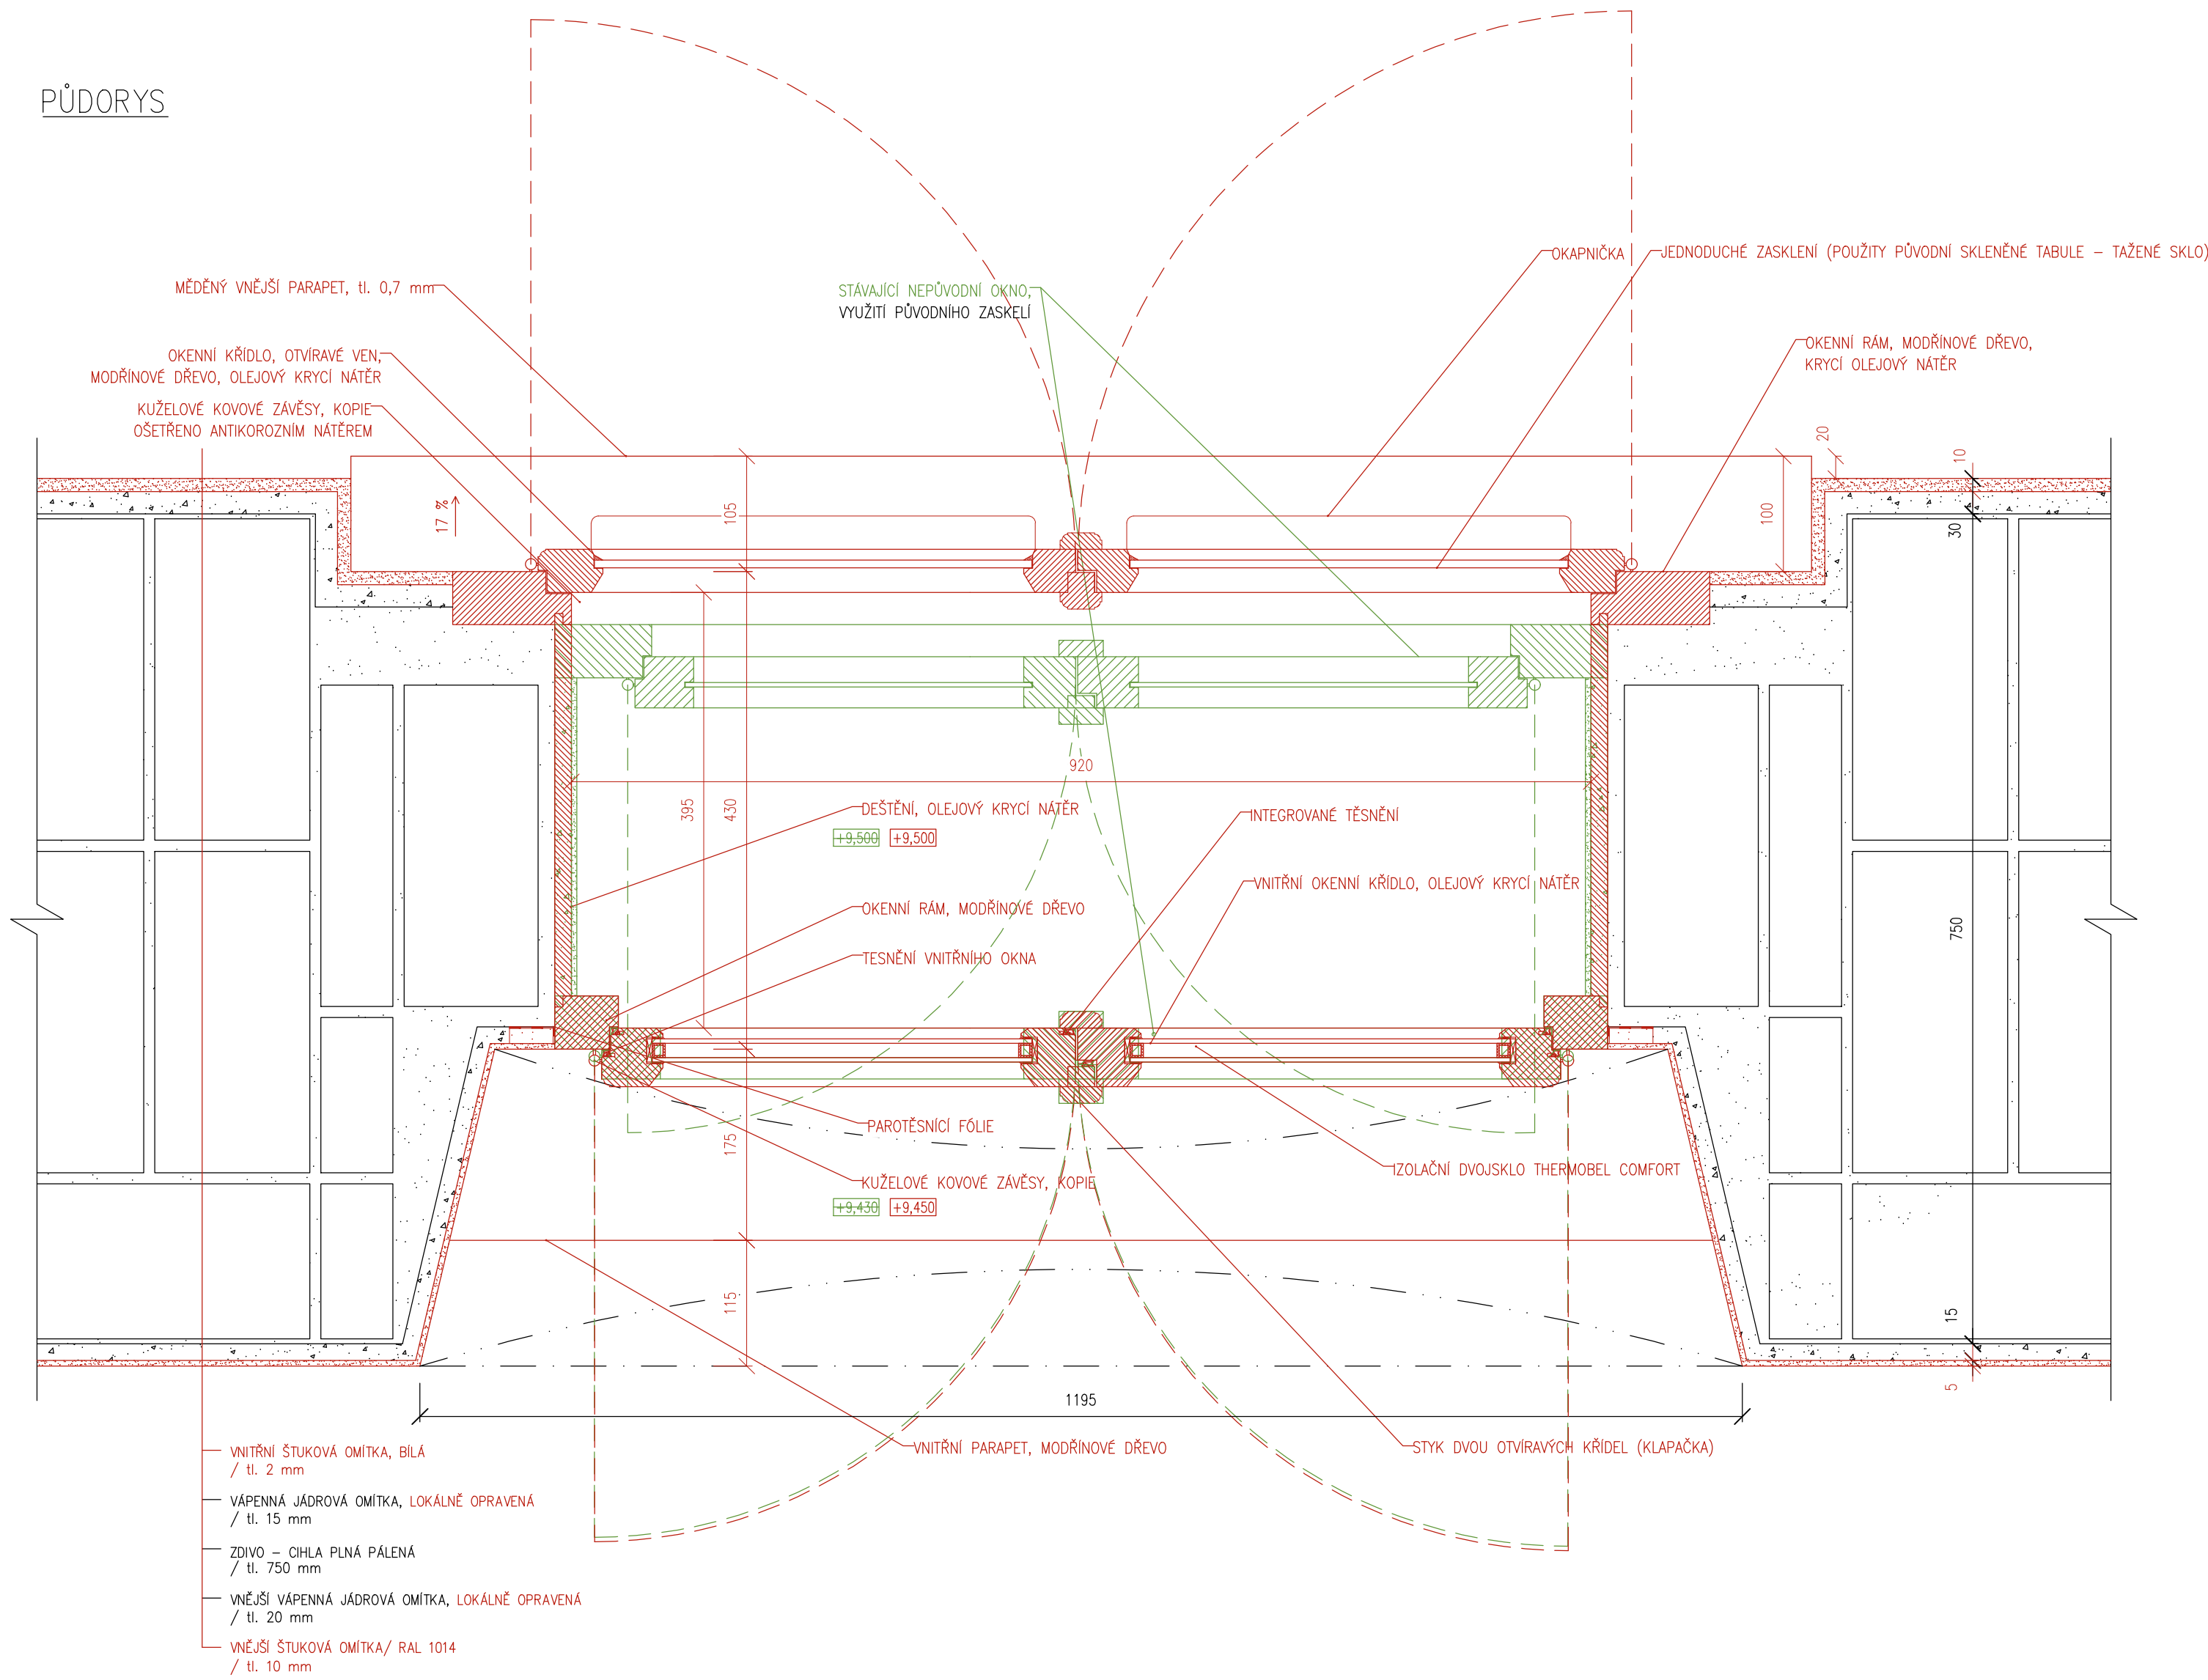 PŮDORYS
OKAPNIČKA
JEDNODUCHÉ ZASKLENÍ (POUŽITY PŮVODNÍ SKLENĚNÉ TABULE – TAŽENÉ SKLO)
MĚDĚNÝ VNĚJŠÍ PARAPET, tl. 0,7 mm
STÁVAJÍCÍ NEPŮVODNÍ OKNO,
VYUŽITÍ PŮVODNÍHO ZASKELÍ
OKENNÍ KŘÍDLO, OTVÍRAVÉ VEN,
MODŘÍNOVÉ DŘEVO, OLEJOVÝ KRYCÍ NÁTĚR
OKENNÍ RÁM, MODŘÍNOVÉ DŘEVO,
KRYCÍ OLEJOVÝ NÁTĚR
KUŽELOVÉ KOVOVÉ ZÁVĚSY, KOPIE
OŠETŘENO ANTIKOROZNÍM NÁTĚREM
20
10
17 %
105
100
30
920
395
430
DEŠTĚNÍ, OLEJOVÝ KRYCÍ NÁTĚR
+9,500 +9,500
INTEGROVANÉ TĚSNĚNÍ
VNITŘNÍ OKENNÍ KŘÍDLO, OLEJOVÝ KRYCÍ NÁTĚR
OKENNÍ RÁM, MODŘÍNOVÉ DŘEVO
750
TESNĚNÍ VNITŘNÍHO OKNA
PAROTĚSNÍCÍ FÓLIE
175
IZOLAČNÍ DVOJSKLO THERMOBEL COMFORT
KUŽELOVÉ KOVOVÉ ZÁVĚSY, KOPIE
+9,430 +9,450
115
15
5
1195
VNITŘNÍ PARAPET, MODŘÍNOVÉ DŘEVO
STYK DVOU OTVÍRAVÝCH KŘÍDEL (KLAPAČKA)
VNITŘNÍ ŠTUKOVÁ OMÍTKA, BÍLÁ
/ tl. 2 mm
VÁPENNÁ JÁDROVÁ OMÍTKA, LOKÁLNĚ OPRAVENÁ
/ tl. 15 mm
ZDIVO – CIHLA PLNÁ PÁLENÁ
/ tl. 750 mm
VNĚJŠÍ VÁPENNÁ JÁDROVÁ OMÍTKA, LOKÁLNĚ OPRAVENÁ
/ tl. 20 mm
VNĚJŠÍ ŠTUKOVÁ OMÍTKA/ RAL 1014
/ tl. 10 mm